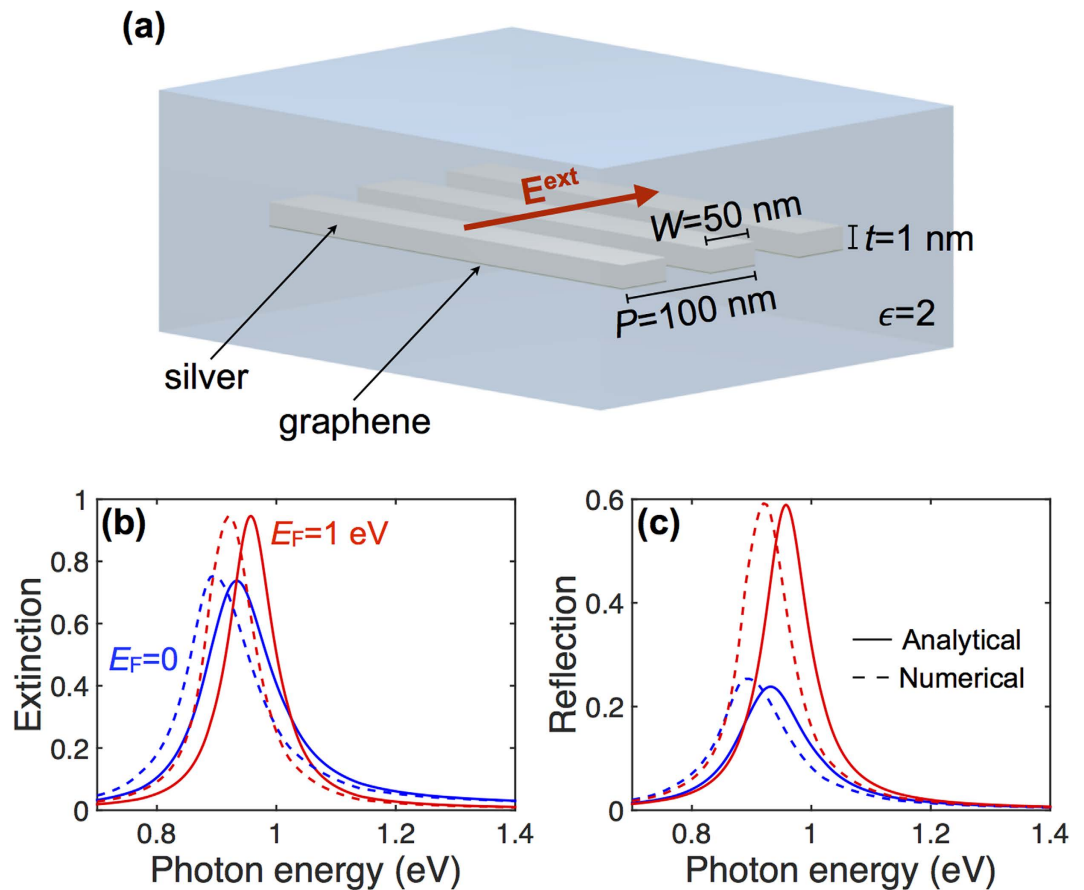 (a)
E^ext
W=50 nm
t=1 nm
P=100 nm
ϵ=2
silver
graphene
(b)
E_F=1 eV
E_F=0
Extinction
1
0.8
0.6
0.4
0.2
0
0.8
1
1.2
1.4
Photon energy (eV)
(c)
Analytical
Numerical
Reflection
0.6
0.4
0.2
0
0.8
1
1.2
1.4
Photon energy (eV)